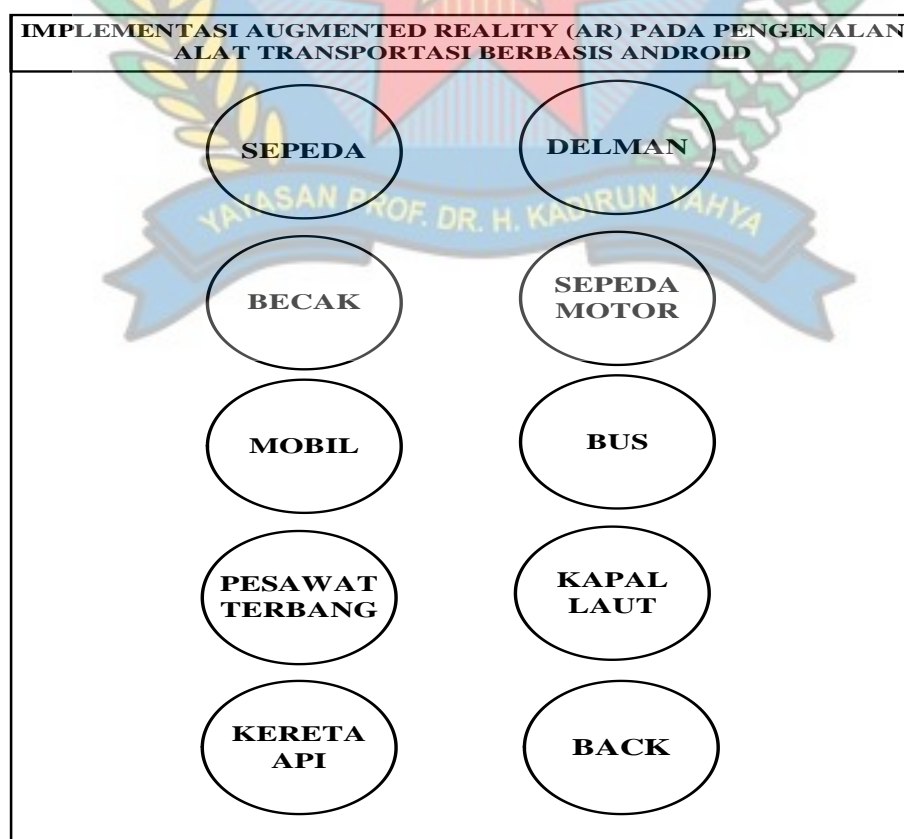 IMPLEMENTASI AUGMENTED REALITY (AR) PADA PENGENALAN
ALAT TRANSPORTASI BERBASIS ANDROID
SEPEDA
DELMAN
YAYASAN PROF. DR. H. KADIRUN YAHYA
BECAK
SEPEDA
MOTOR
MOBIL
BUS
PESAWAT
TERBANG
KAPAL
LAUT
KERETA
API
BACK